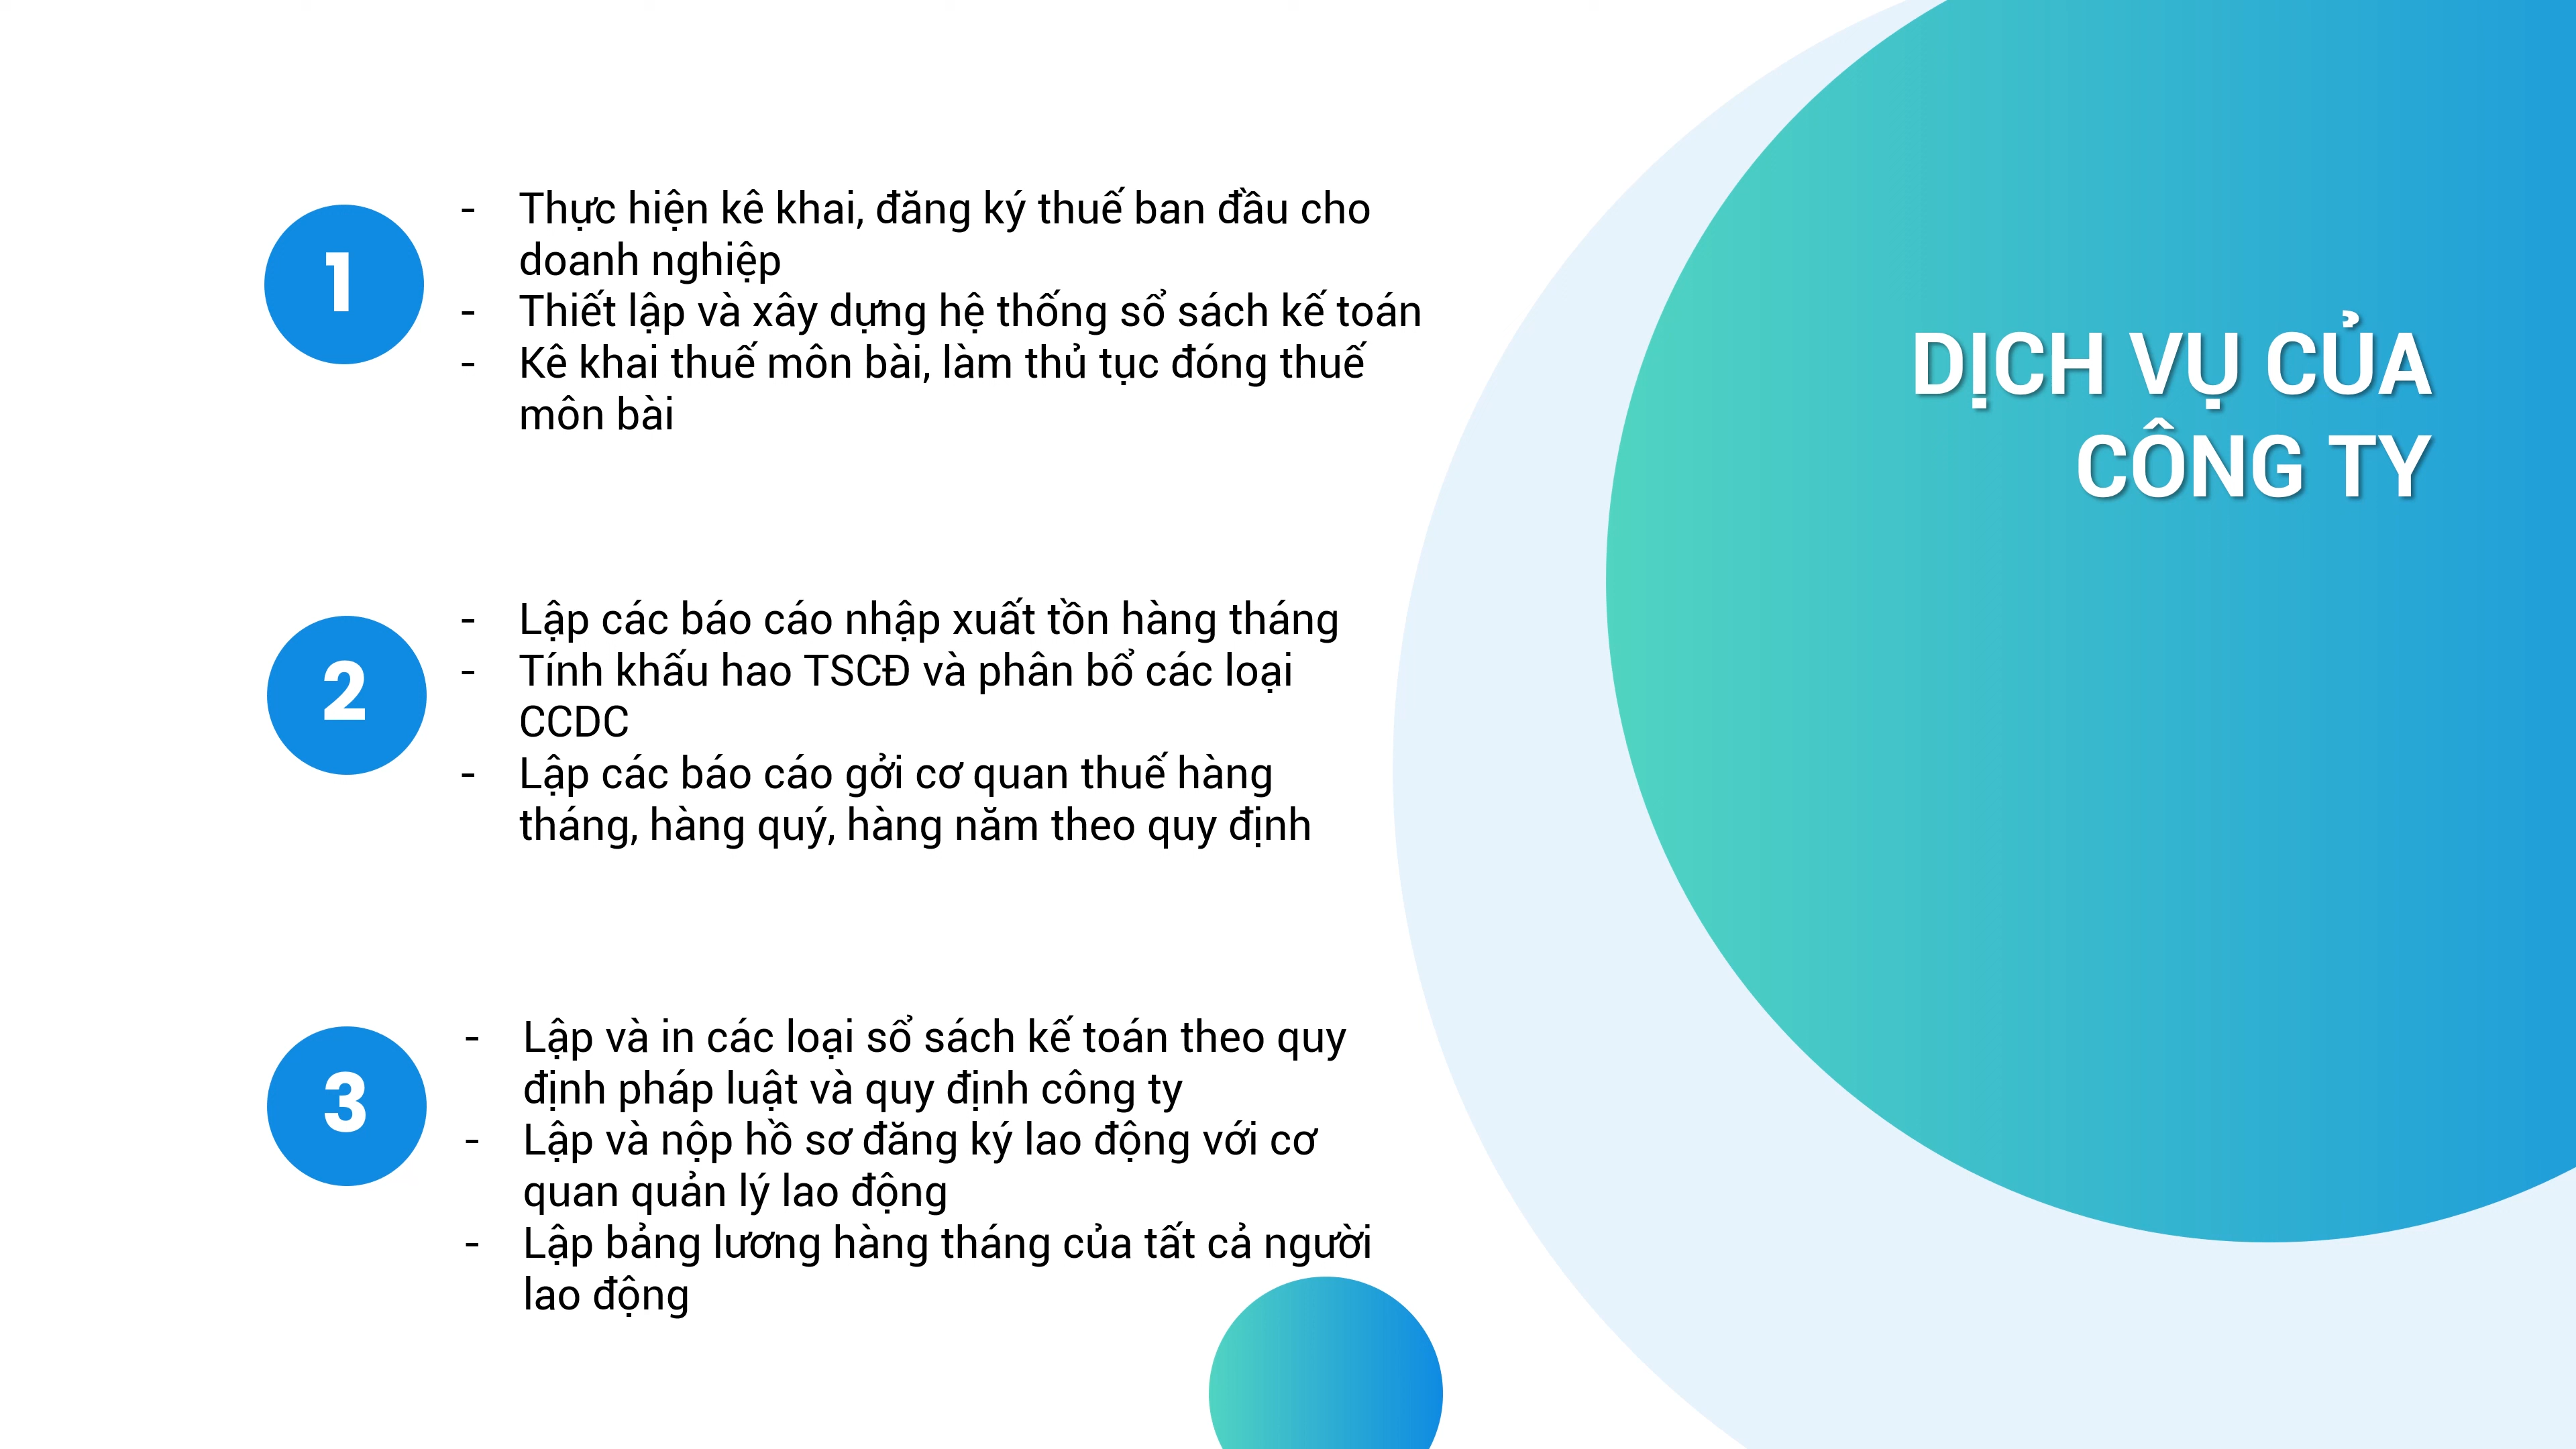 DỊCH VỤ CỦA
CÔNG TY
1
- Thực hiện kê khai, đăng ký thuế ban đầu cho
doanh nghiệp
- Thiết lập và xây dựng hệ thống sổ sách kế toán
- Kê khai thuế môn bài, làm thủ tục đóng thuế
môn bài
2
- Lập các báo cáo nhập xuất tồn hàng tháng
- Tính khấu hao TSCĐ và phân bổ các loại
CCDC
- Lập các báo cáo gởi cơ quan thuế hàng
tháng, hàng quý, hàng năm theo quy định
3
- Lập và in các loại sổ sách kế toán theo quy
định pháp luật và quy định công ty
- Lập và nộp hồ sơ đăng ký lao động với cơ
quan quản lý lao động
- Lập bảng lương hàng tháng của tất cả người
lao động